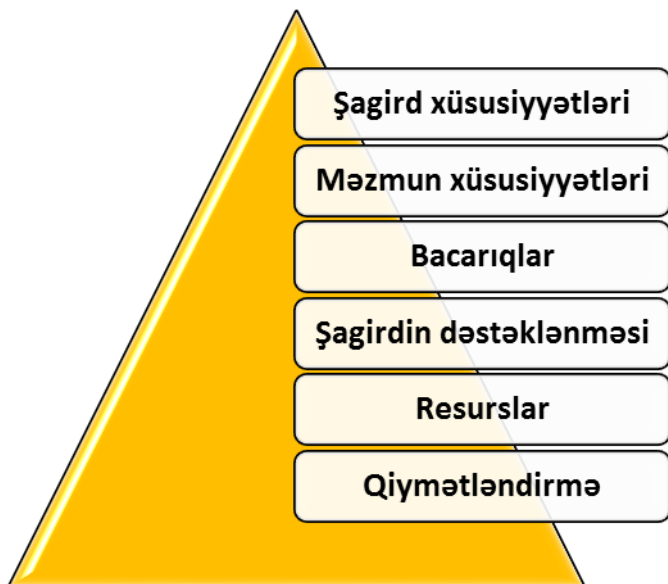 Şagird xüsusiyyətləri
Məzmun xüsusiyyətləri
Bacarıqlar
Şagirdin dəstəklənməsi
Resurslar
Qiymətləndirmə